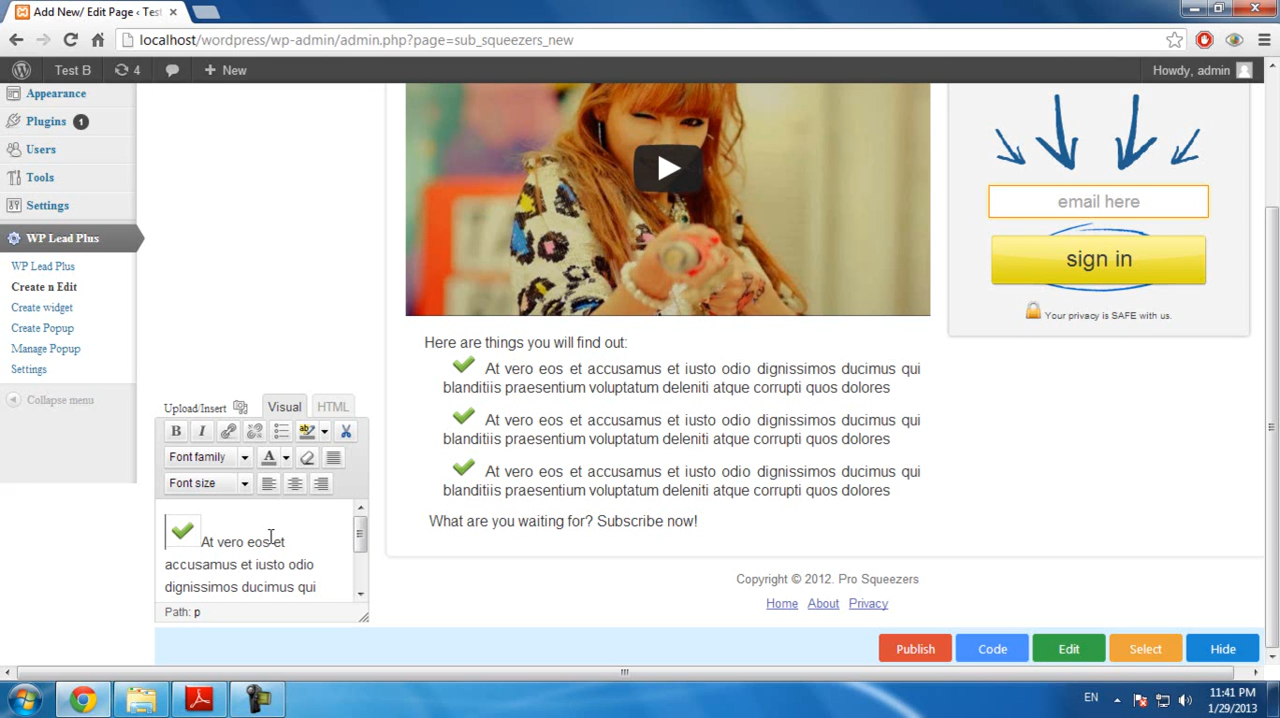 Add New/ Edit Page ‹ Test
localhost/wordpress/wp-admin/admin.php?page=sub_squeezers_new
Test B
4
New
Howdy, admin
Appearance
Plugins 1
Users
Tools
Settings
WP Lead Plus
WP Lead Plus
Create n Edit
Create widget
Create Popup
Manage Popup
Settings
Collapse menu
email here
sign in
Your privacy is SAFE with us.
Here are things you will find out:
At vero eos et accusamus et iusto odio dignissimos ducimus qui
blanditiis praesentium voluptatum deleniti atque corrupti quos dolores
At vero eos et accusamus et iusto odio dignissimos ducimus qui
blanditiis praesentium voluptatum deleniti atque corrupti quos dolores
At vero eos et accusamus et iusto odio dignissimos ducimus qui
blanditiis praesentium voluptatum deleniti atque corrupti quos dolores
What are you waiting for? Subscribe now!
Upload/Insert
Visual
HTML
B I
ABC
Font family
A
Font size
At vero eos et
accusamus et iusto odio
dignissimos ducimus qui
Path: p
Copyright © 2012. Pro Squeezers
Home About Privacy
Publish Code Edit Select Hide
EN
11:41 PM
1/29/2013